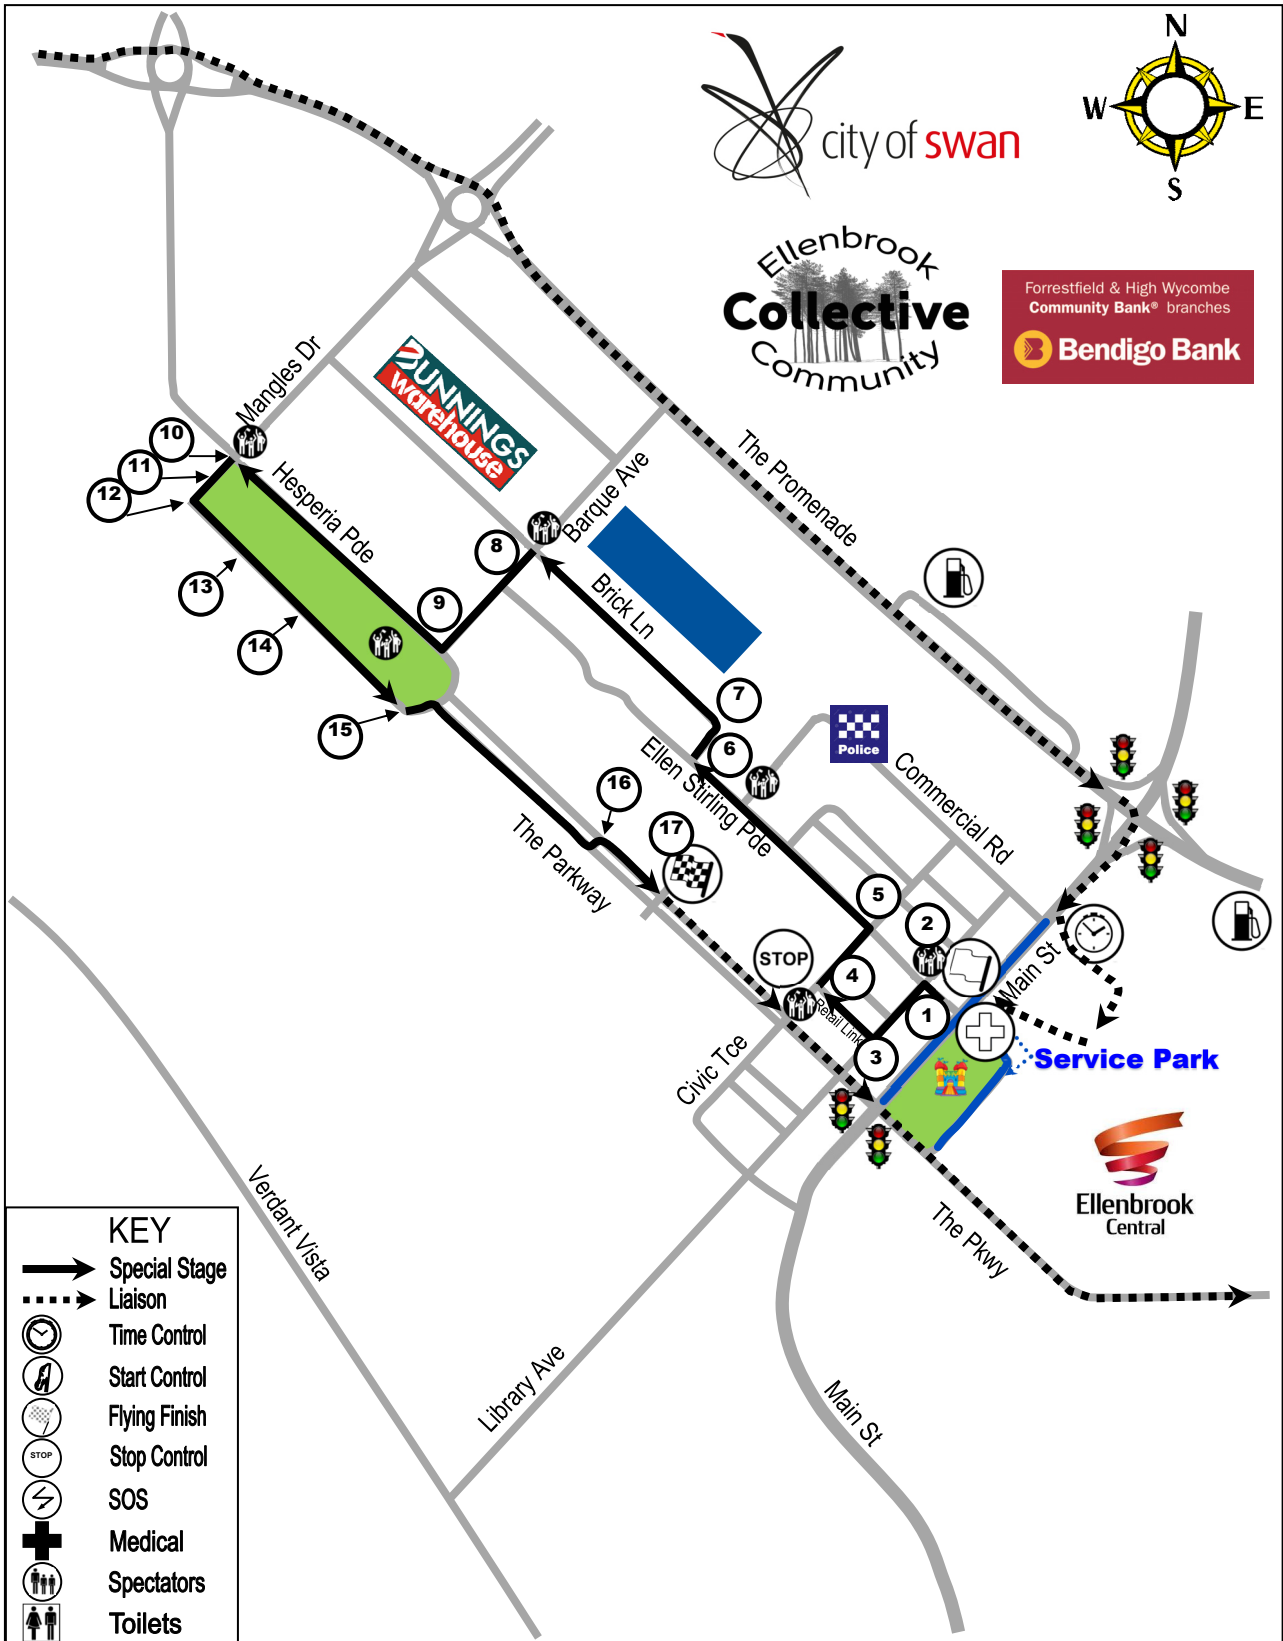 N
W
E
S
city of swan
Ellenbrook
Collective
Community
Forrestfield & High Wycombe
Community Bank® branches
Bendigo Bank
Mangles Dr
BUNNINGS
warehouse
10
11
12
Hesperia Pde
Barque Ave
The Promenade
8
9
13
14
15
Brick Ln
7
6
Police
Ellen Stirling Pde
Commercial Rd
16
17
The Parkway
5
2
STOP
4
Main St
1
Retail Link
3
Civic Tce
Service Park
Ellenbrook
Central
The Pkwy
Verdant Vista
Library Ave
Main St
KEY
Special Stage
Liaison
Time Control
Start Control
Flying Finish
STOP
Stop Control
SOS
Medical
Spectators
Toilets